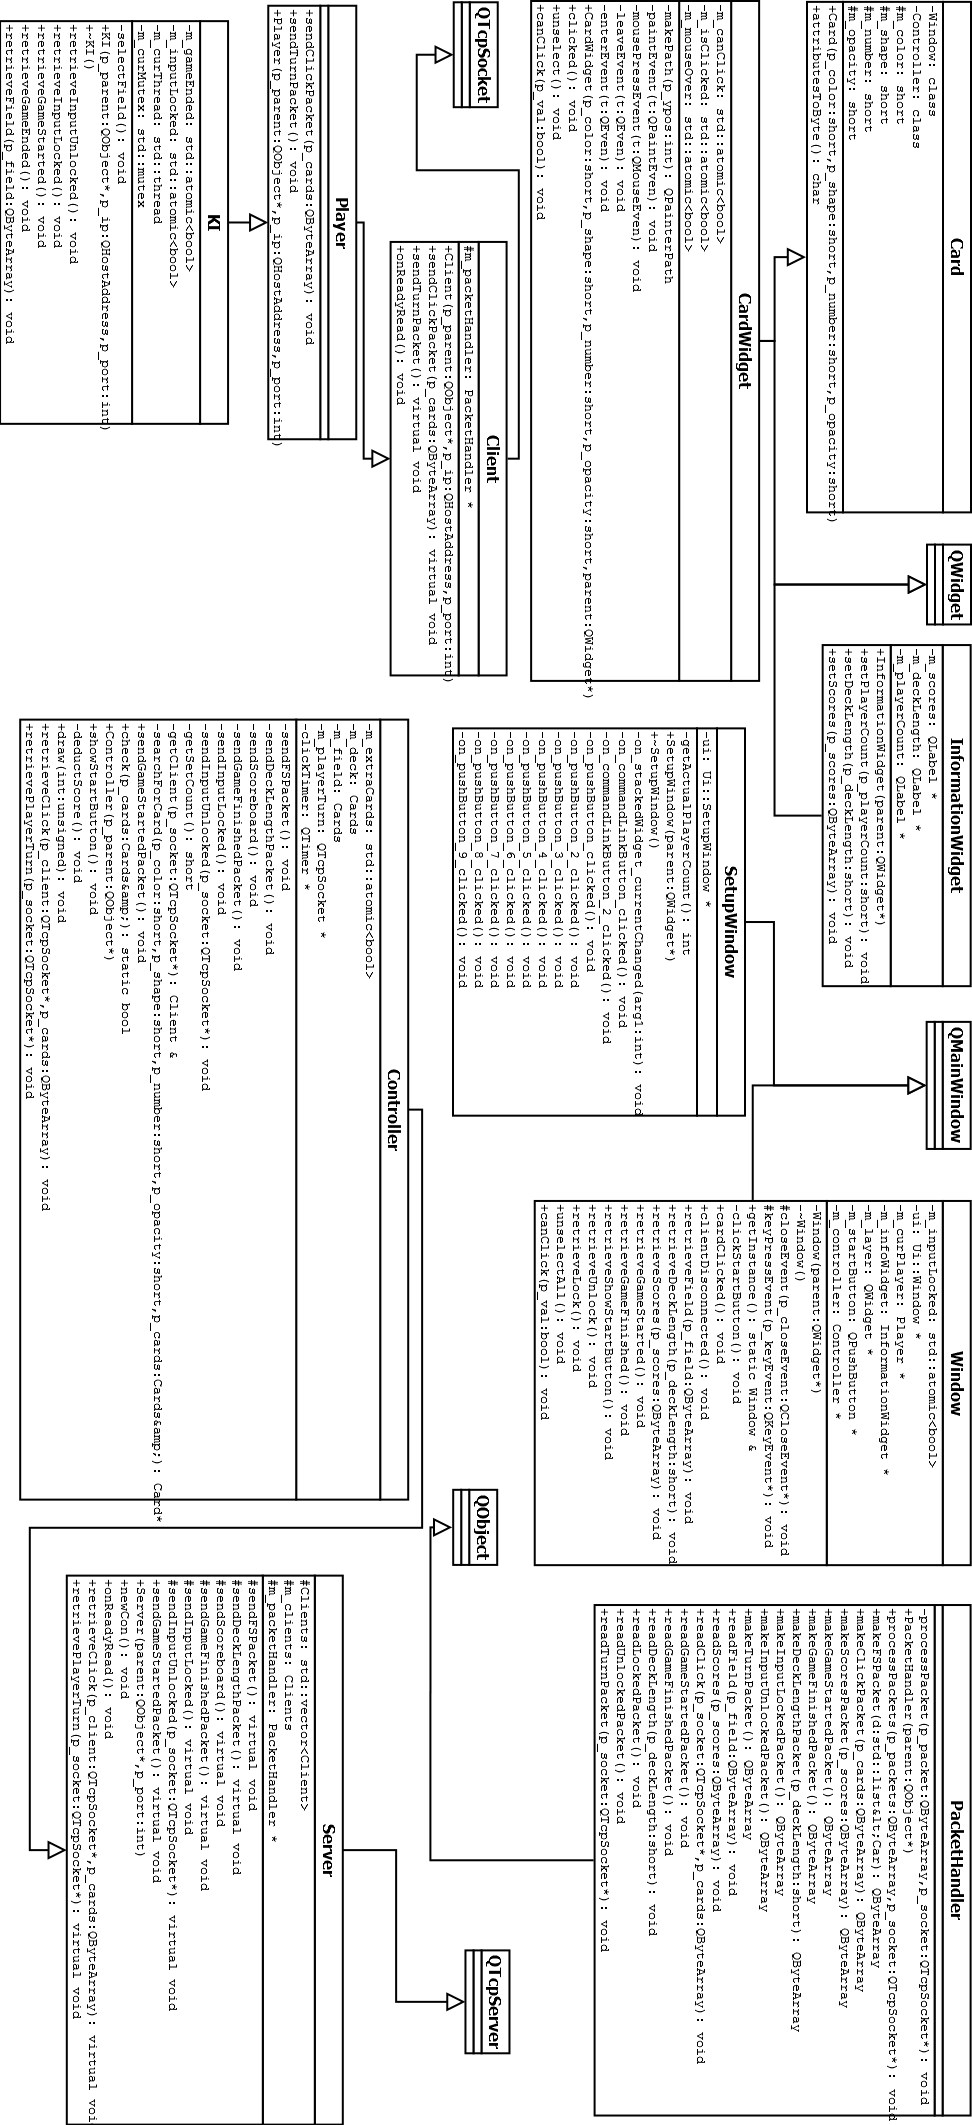 Card
-Window: class
-Controller: class
#m_color: short
#m_shape: short
#m_number: short
#m_opacity: short
+Card(p_color:short,p_shape:short,p_number:short,p_opacity:short)
+attributesToByte(): char
QWidget
InformationWidget
-m_scores: QLabel *
-m_deckLength: QLabel *
-m_playerCount: QLabel *
+InformationWidget(parent:QWidget*)
+setPlayerCount(p_playerCount:short): void
+setDeckLength(p_deckLength:short): void
+setScores(p_scores:QByteArray): void
QMainWindow
Window
-m_inputLocked: std::atomic<bool>
-ui: Ui::Window *
-m_curPlayer: Player *
-m_infoWidget: InformationWidget *
-m_layer: QWidget *
-m_startButton: QPushButton *
-m_controller: Controller *
-Window(parent:QWidget*)
-~Window()
#closeEvent(p_closeEvent:QCloseEvent*): void
#keyPressEvent(p_keyEvent:QKeyEvent*): void
+getInstance(): static Window &
-clickStartButton(): void
+cardClicked(): void
+clientDisconnected(): void
+retrieveField(p_field:QByteArray): void
+retrieveDeckLength(p_deckLength:short): void
+retrieveScores(p_scores:QByteArray): void
+retrieveGameStarted(): void
+retrieveGameFinished(): void
+retrieveShowStartButton(): void
+retrieveUnlock(): void
+retrieveLock(): void
+unselectAll(): void
+canClick(p_val:bool): void
PacketHandler
-processPacket(p_packet:QByteArray,p_socket:QTcpSocket*): void
+PacketHandler(parent:QObject*)
+processPackets(p_packets:QByteArray,p_socket:QTcpSocket*): void
+makeFSPacket(d:std::list&lt;Car): QByteArray
+makeClickPacket(p_cards:QByteArray): QByteArray
+makeScoresPacket(p_scores:QByteArray): QByteArray
+makeGameStartedPacket(): QByteArray
+makeGameFinishedPacket(): QByteArray
+makeDeckLengthPacket(p_deckLength:short): QByteArray
+makeInputLockedPacket(): QByteArray
+makeInputUnlockedPacket(): QByteArray
+makeTurnPacket(): QByteArray
+readField(p_field:QByteArray): void
+readScores(p_scores:QByteArray): void
+readClick(p_socket:QTcpSocket*,p_cards:QByteArray): void
+readGameStartedPacket(): void
+readGameFinishedPacket(): void
+readDeckLength(p_deckLength:short): void
+readLockedPacket(): void
+readUnlockedPacket(): void
+readTurnPacket(p_socket:QTcpSocket*): void
CardWidget
-m_canClick: std::atomic<bool>
-m_isClicked: std::atomic<bool>
-m_mouseOver: std::atomic<bool>
-makePath(p_ypos:int): QPainterPath
-paintEvent(t:QPaintEven): void
-mousePressEvent(t:QMouseEven): void
-leaveEvent(t:QEven): void
-enterEvent(t:QEven): void
+CardWidget(p_color:short,p_shape:short,p_number:short,p_opacity:short,parent:QWidget*)
+clicked(): void
+unselect(): void
+canClick(p_val:bool): void
SetupWindow
-ui: Ui::SetupWindow *
-getActualPlayerCount(): int
+SetupWindow(parent:QWidget*)
+~SetupWindow()
-on_stackedWidget_currentChanged(arg1:int): void
-on_commandLinkButton_clicked(): void
-on_commandLinkButton_2_clicked(): void
-on_pushButton_clicked(): void
-on_pushButton_2_clicked(): void
-on_pushButton_3_clicked(): void
-on_pushButton_4_clicked(): void
-on_pushButton_5_clicked(): void
-on_pushButton_6_clicked(): void
-on_pushButton_7_clicked(): void
-on_pushButton_8_clicked(): void
-on_pushButton_9_clicked(): void
QTcpSocket
Client
#m_packetHandler: PacketHandler *
+Client(p_parent:QObject*,p_ip:QHostAddress,p_port:int)
+sendClickPacket(p_cards:QByteArray): virtual void
+sendTurnPacket(): virtual void
+onReadyRead(): void
QObject
QTcpServer
Player
+sendClickPacket(p_cards:QByteArray): void
+sendTurnPacket(): void
+Player(p_parent:QObject*,p_ip:QHostAddress,p_port:int)
Controller
-m_extraCards: std::atomic<bool>
-m_deck: Cards
-m_field: Cards
-m_playerTurn: QTcpSocket *
-clickTimer: QTimer *
-sendFSPacket(): void
-sendDeckLengthPacket(): void
-sendScoreboard(): void
-sendGameFinishedPacket(): void
-sendInputLocked(): void
-sendInputUnlocked(p_socket:QTcpSocket*): void
-getSetCount(): short
-getClient(p_socket:QTcpSocket*): Client &
-searchForCard(p_color:short,p_shape:short,p_number:short,p_opacity:short,p_cards:Cards&amp;): Card*
+sendGameStartedPacket(): void
+check(p_cards:Cards&amp;): static bool
+Controller(p_parent:QObject*)
+showStartButton(): void
-deductScore(): void
+draw(int:unsigned): void
+retrieveClick(p_client:QTcpSocket*,p_cards:QByteArray): void
+retrievePlayerTurn(p_socket:QTcpSocket*): void
Server
#Clients: std::vector<Client>
#m_clients: Clients
#m_packetHandler: PacketHandler *
#sendFSPacket(): virtual void
#sendDeckLengthPacket(): virtual void
#sendScoreboard(): virtual void
#sendGameFinishedPacket(): virtual void
#sendInputLocked(): virtual void
#sendInputUnlocked(p_socket:QTcpSocket*): virtual void
+sendGameStartedPacket(): virtual void
+Server(parent:QObject*,p_port:int)
+newCon(): void
+onReadyRead(): void
+retrieveClick(p_client:QTcpSocket*,p_cards:QByteArray): virtual voi
+retrievePlayerTurn(p_socket:QTcpSocket*): virtual void
KI
-m_gameEnded: std::atomic<bool>
-m_inputLocked: std::atomic<bool>
-m_curThread: std::thread
-m_curMutex: std::mutex
-selectField(): void
+KI(p_parent:QObject*,p_ip:QHostAddress,p_port:int)
+~KI()
+retrieveInputUnlocked(): void
+retrieveInputLocked(): void
+retrieveGameStarted(): void
+retrieveGameEnded(): void
+retrieveField(p_field:QByteArray): void